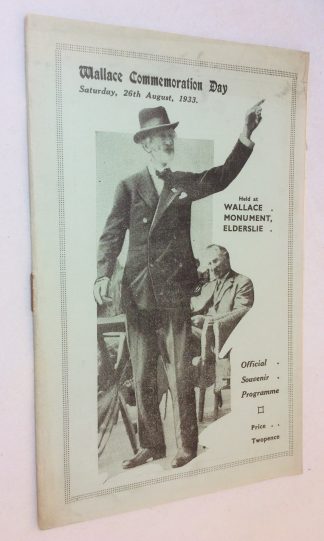 Wallace Commemoration Day
Saturday, 26th August, 1933.
Held at
WALLACE .
MONUMENT,
ELDERSLIE .
Official .
Souvenir .
Programme
Price . .
Twopence